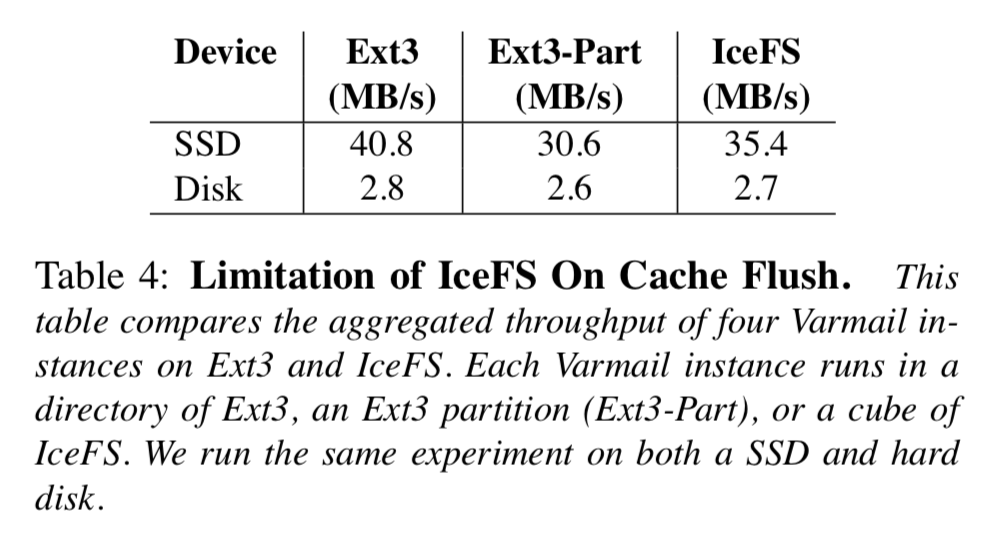 Device Ext3 Ext3-Part IceFS
(MB/s) (MB/s) (MB/s)
SSD 40.8 30.6 35.4
Disk 2.8 2.6 2.7
Table 4: Limitation of IceFS On Cache Flush. This
table compares the aggregated throughput of four Varmail in-
stances on Ext3 and IceFS. Each Varmail instance runs in a
directory of Ext3, an Ext3 partition (Ext3-Part), or a cube of
IceFS. We run the same experiment on both a SSD and hard
disk.